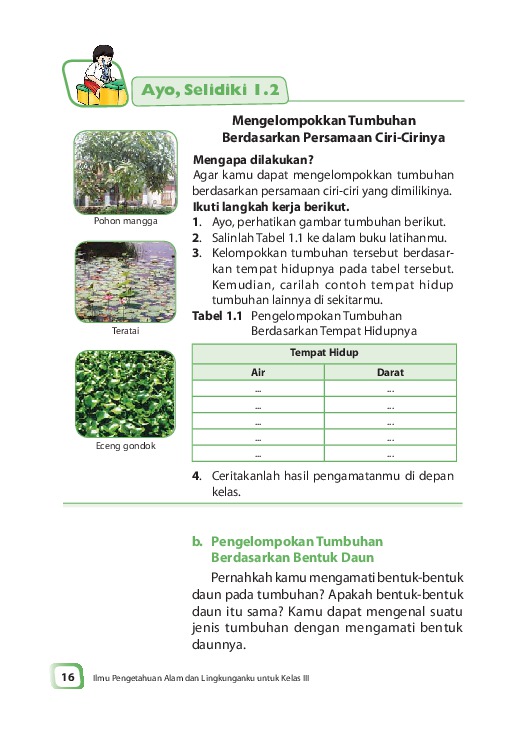 Ayo, Selidiki 1.2
Mengelompokkan Tumbuhan
Berdasarkan Persamaan Ciri-Cirinya
Mengapa dilakukan?
Agar kamu dapat mengelompokkan tumbuhan
berdasarkan persamaan ciri-ciri yang dimilikinya.
Ikuti langkah kerja berikut.
1. Ayo, perhatikan gambar tumbuhan berikut.
2. Salinlah Tabel 1.1 ke dalam buku latihanmu.
3. Kelompokkan tumbuhan tersebut berdasar-
kan tempat hidupnya pada tabel tersebut.
Kemudian, carilah contoh tempat hidup
tumbuhan lainnya di sekitarmu.
Pohon mangga
Teratai
Eceng gondok
Tabel 1.1 Pengelompokan Tumbuhan
Berdasarkan Tempat Hidupnya
Tempat Hidup
Air Darat
... ...
... ...
... ...
... ...
... ...
4. Ceritakanlah hasil pengamatanmu di depan
kelas.
b. Pengelompokan Tumbuhan
Berdasarkan Bentuk Daun
Pernahkah kamu mengamati bentuk-bentuk
daun pada tumbuhan? Apakah bentuk-bentuk
daun itu sama? Kamu dapat mengenal suatu
jenis tumbuhan dengan mengamati bentuk
daunnya.
16 Ilmu Pengetahuan Alam dan Lingkunganku untuk Kelas III